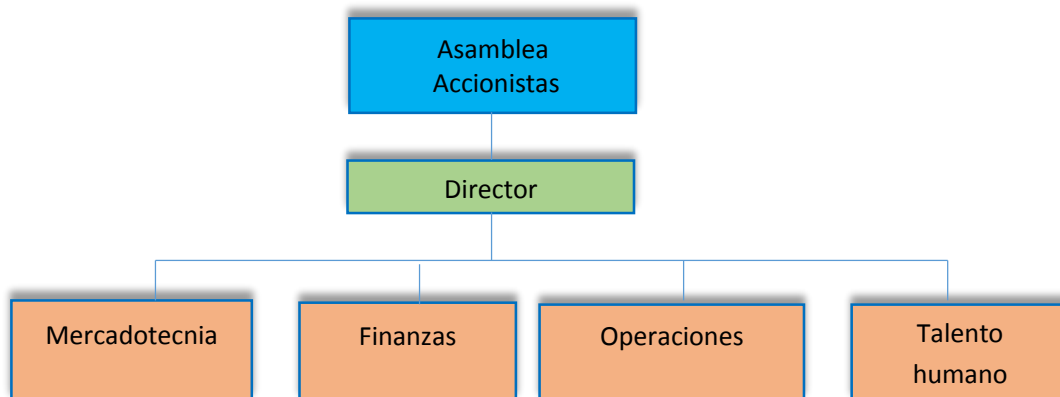 Asamblea
Accionistas
Director
Mercadotecnia
Finanzas
Operaciones
Talento
humano